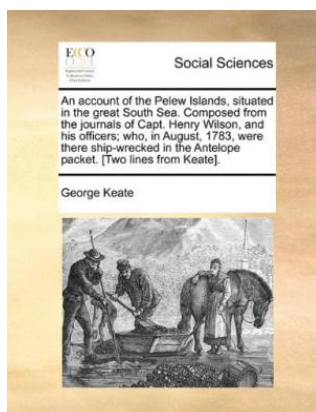 ECCO
Social Sciences
An account of the Pelew Islands, situated
in the great South Sea. Composed from
the journals of Capt. Henry Wilson, and
his officers; who, in August, 1783, were
there ship-wrecked in the Antelope
packet. [Two lines from Keate].
George Keate